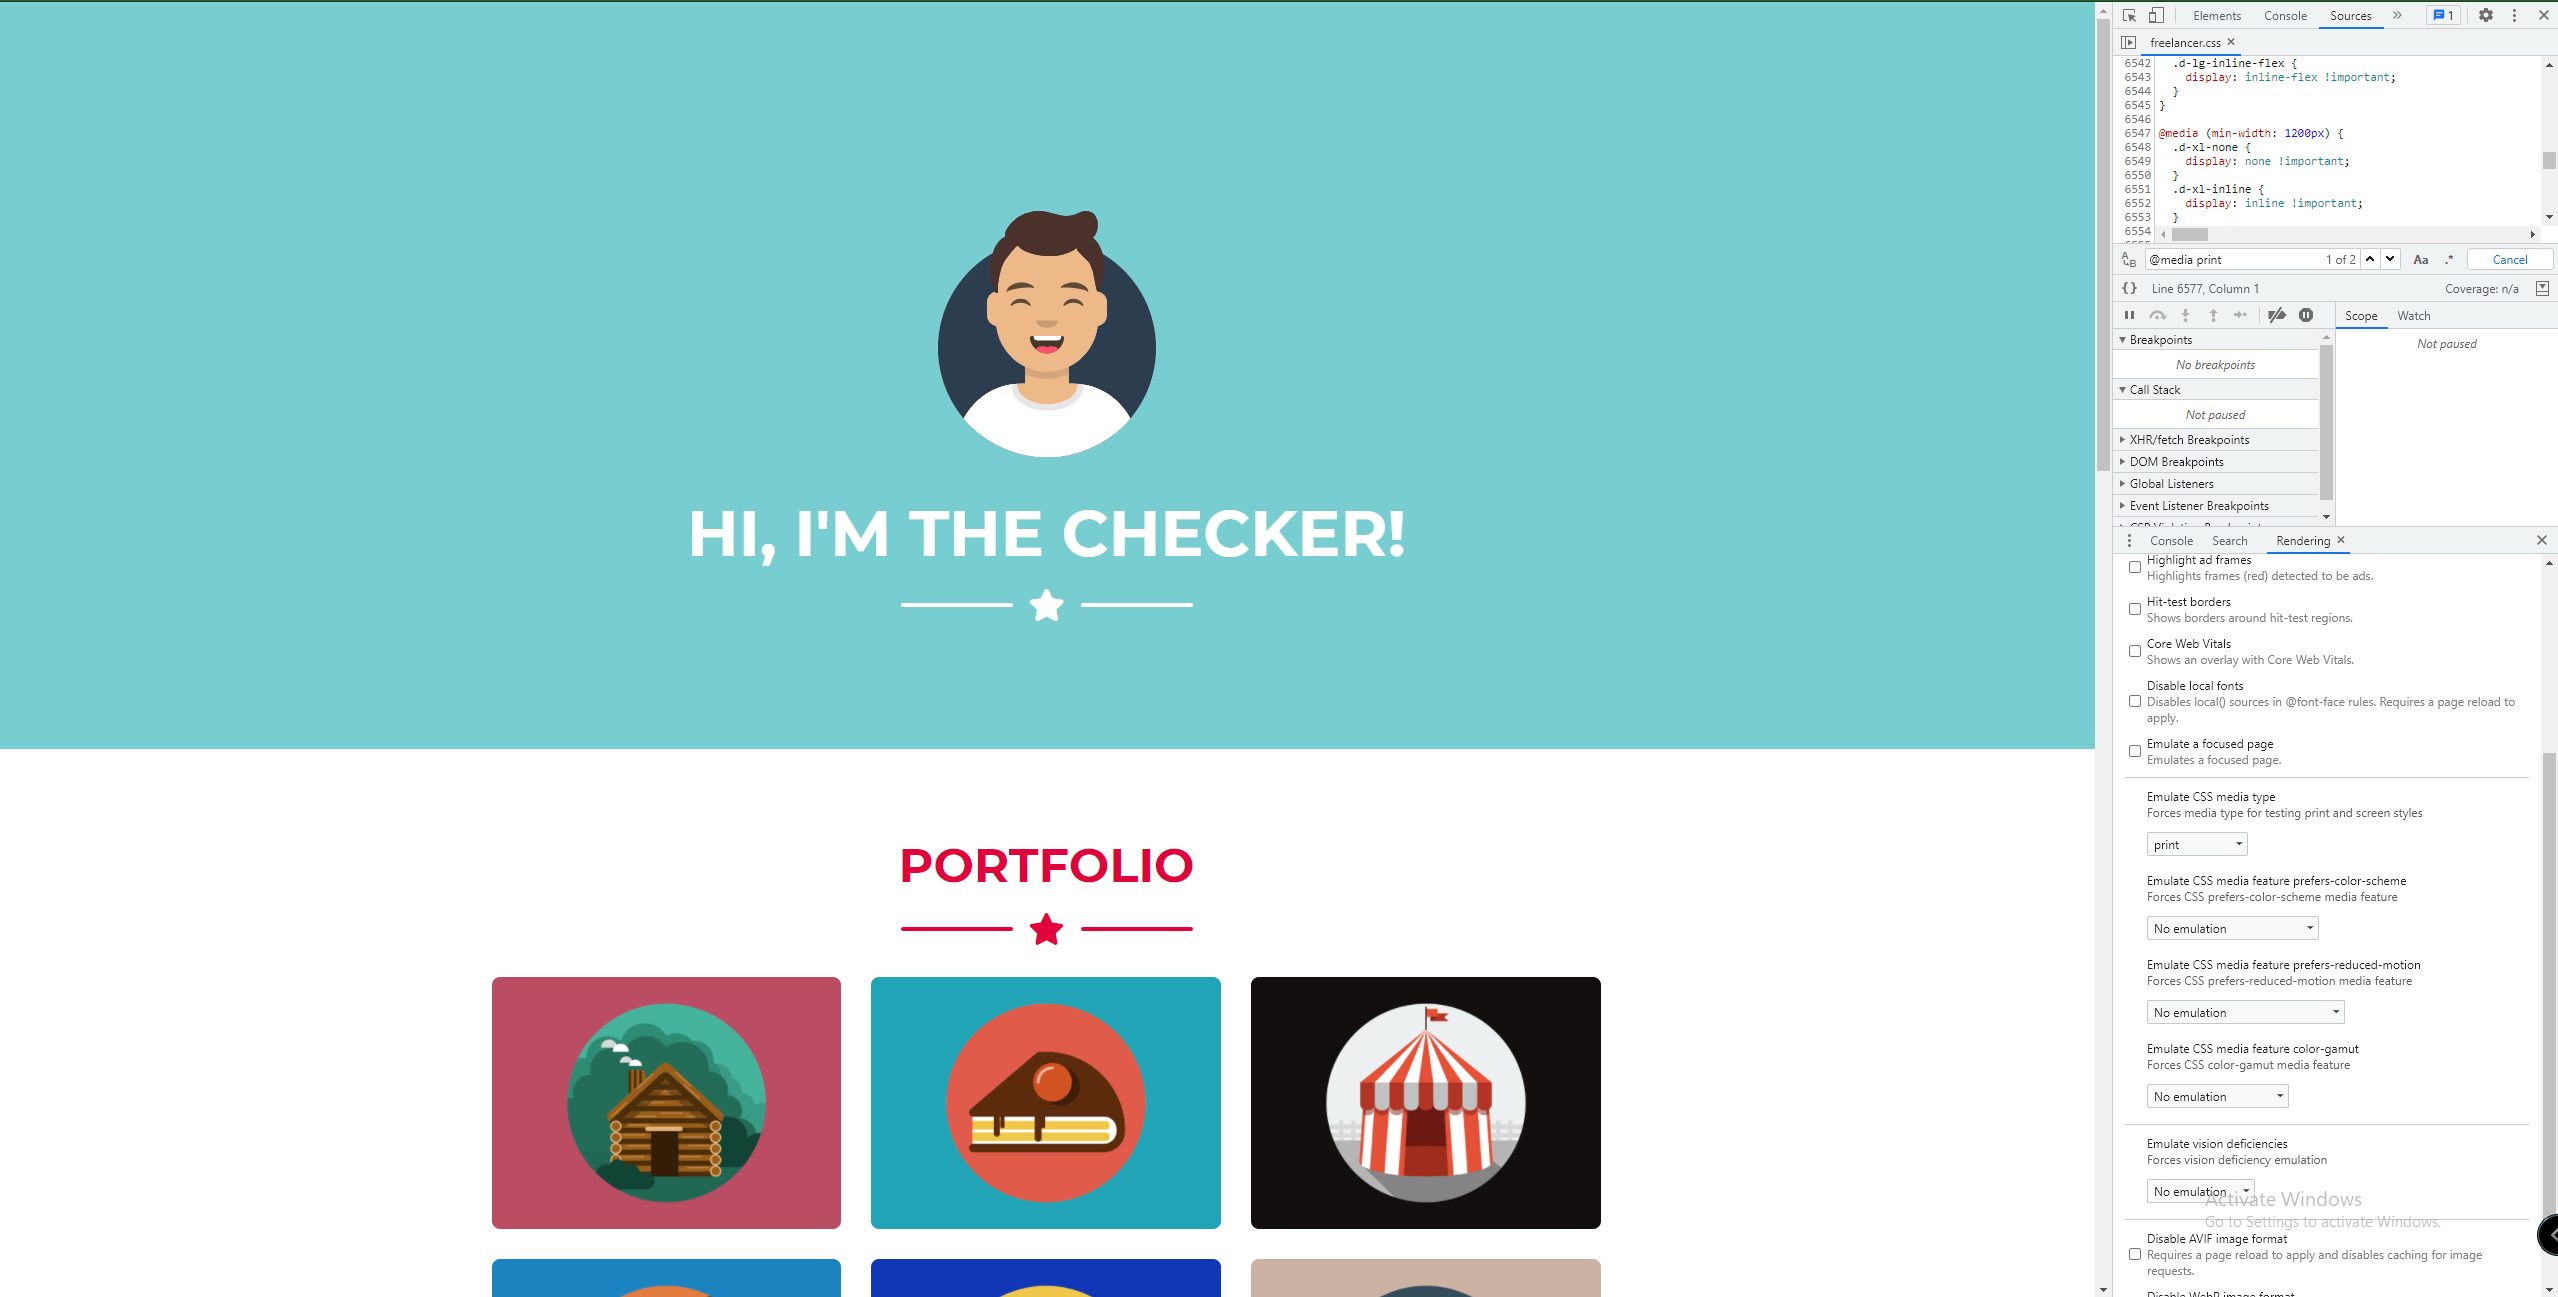 HI, I'M THE CHECKER!
PORTFOLIO
Elements Console Sources 1
freelancer.css
6542 .d-lg-inline-flex {
6543 display: inline-flex !important;
6544 }
6545 }
6546
6547 @media (min-width: 1200px) {
6548 .d-xl-none {
6549 display: none !important;
6550 }
6551 .d-xl-inline {
6552 display: inline !important;
6553 }
6554
@media print 1 of 2 Aa .* Cancel
{} Line 6577, Column 1 Coverage: n/a
Scope Watch
Breakpoints
No breakpoints
Not paused
Call Stack
Not paused
XHR/fetch Breakpoints
DOM Breakpoints
Global Listeners
Event Listener Breakpoints
Console Search Rendering
Highlight ad frames
Highlights frames (red) detected to be ads.
Hit-test borders
Shows borders around hit-test regions.
Core Web Vitals
Shows an overlay with Core Web Vitals.
Disable local fonts
Disables local() sources in @font-face rules. Requires a page reload to
apply.
Emulate a focused page
Emulates a focused page.
Emulate CSS media type
Forces media type for testing print and screen styles
print
Emulate CSS media feature prefers-color-scheme
Forces CSS prefers-color-scheme media feature
No emulation
Emulate CSS media feature prefers-reduced-motion
Forces CSS prefers-reduced-motion media feature
No emulation
Emulate CSS media feature color-gamut
Forces CSS color-gamut media feature
No emulation
Emulate vision deficiencies
Forces vision deficiency emulation
No emulation
Activate Windows
Go to Settings to activate Windows.
Disable AVIF image format
Requires a page reload to apply and disables caching for image
requests.